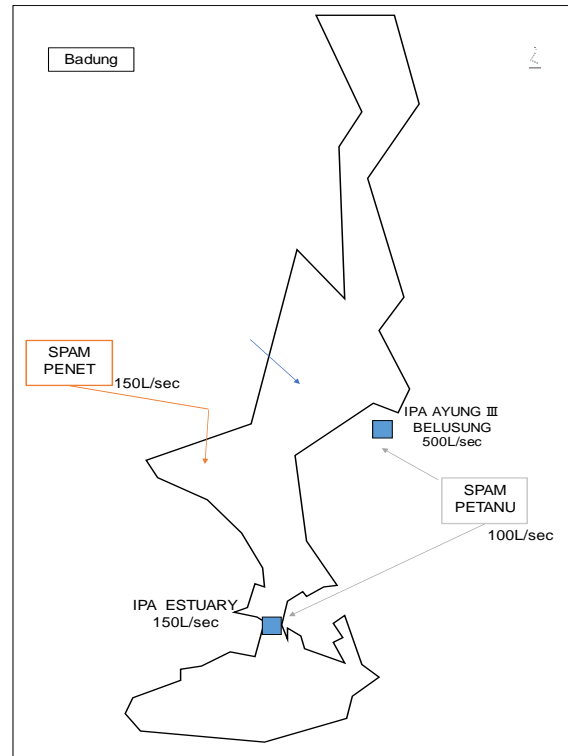 Badung
SPAM
PENET
150L/sec
IPA AYUNG Ⅲ
BELUSUNG
500L/sec
SPAM
PETANU
100L/sec
IPA ESTUARY
150L/sec